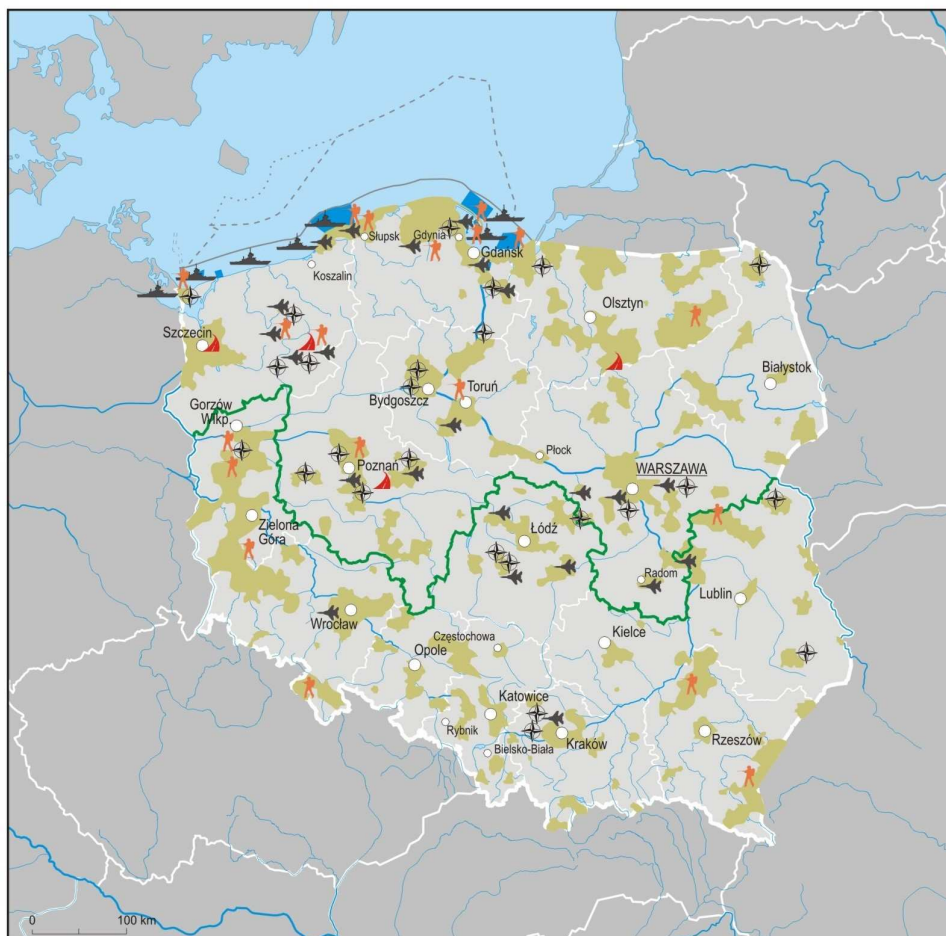 Słupsk
Gdynia
Gdańsk
Koszalin
Olsztyn
Szczecin
Białystok
Toruń
Bydgoszcz
Gorzów
Wlkp.
Płock
Poznań
WARSZAWA
Zielona
Góra
Łódź
Radom
Lublin
Wrocław
Kielce
Częstochowa
Opole
Katowice
Rybnik
Kraków
Rzeszów
Bielsko-Biała
0 100 km